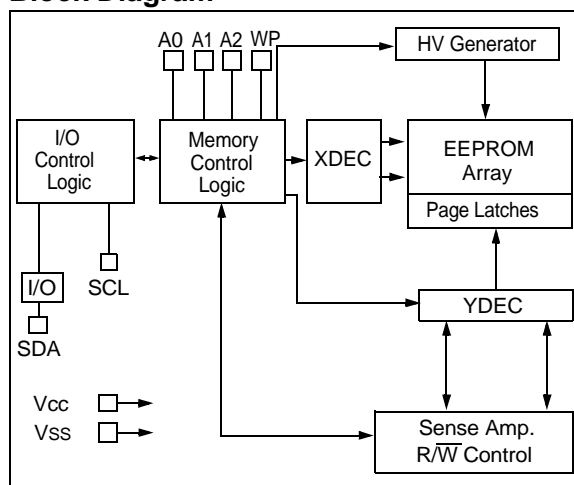 Block Diagram
A0 A1 A2 WP
HV Generator
I/O
Control
Logic
Memory
Control
Logic
XDEC
EEPROM
Array
Page Latches
I/O
SCL
SDA
YDEC
Vcc
Vss
Sense Amp.
R/W̅ Control